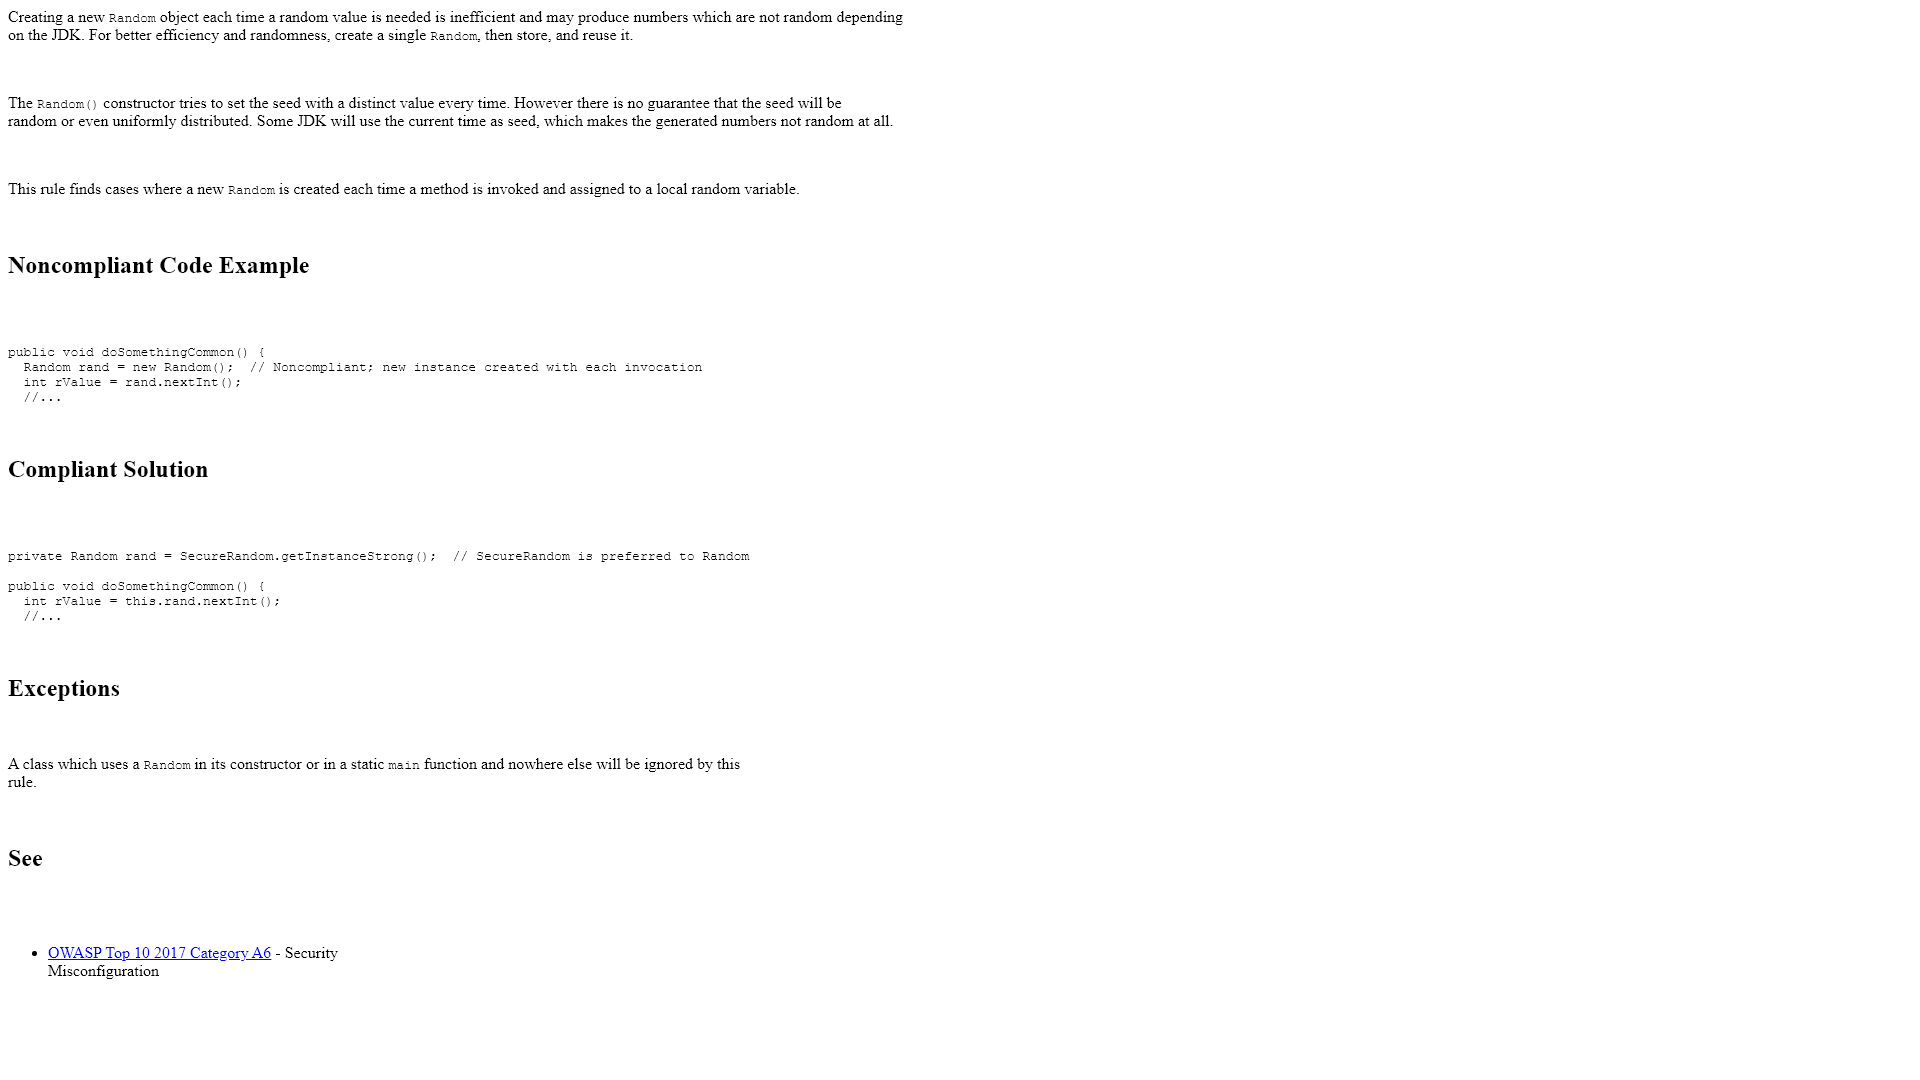 Creating a new Random object each time a random value is needed is inefficient and may produce numbers which are not random depending
on the JDK. For better efficiency and randomness, create a single Random, then store, and reuse it.
The Random() constructor tries to set the seed with a distinct value every time. However there is no guarantee that the seed will be
random or even uniformly distributed. Some JDK will use the current time as seed, which makes the generated numbers not random at all.
This rule finds cases where a new Random is created each time a method is invoked and assigned to a local random variable.
Noncompliant Code Example
public void doSomethingCommon() {
  Random rand = new Random();  // Noncompliant; new instance created with each invocation
  int rValue = rand.nextInt();
  //...
Compliant Solution
private Random rand = SecureRandom.getInstanceStrong();  // SecureRandom is preferred to Random
public void doSomethingCommon() {
  int rValue = this.rand.nextInt();
  //...
Exceptions
A class which uses a Random in its constructor or in a static main function and nowhere else will be ignored by this
rule.
See
• OWASP Top 10 2017 Category A6 - Security
Misconfiguration